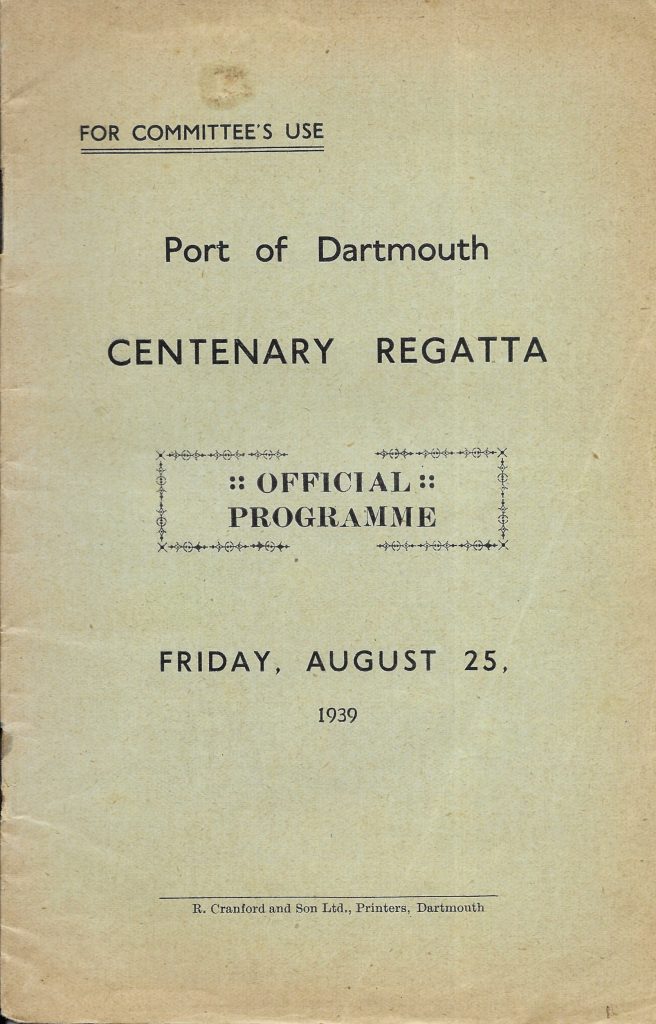 FOR COMMITTEE'S USE
Port of Dartmouth
CENTENARY REGATTA
:: OFFICIAL ::
PROGRAMME
FRIDAY, AUGUST 25,
1939
R. Cranford and Son Ltd., Printers, Dartmouth